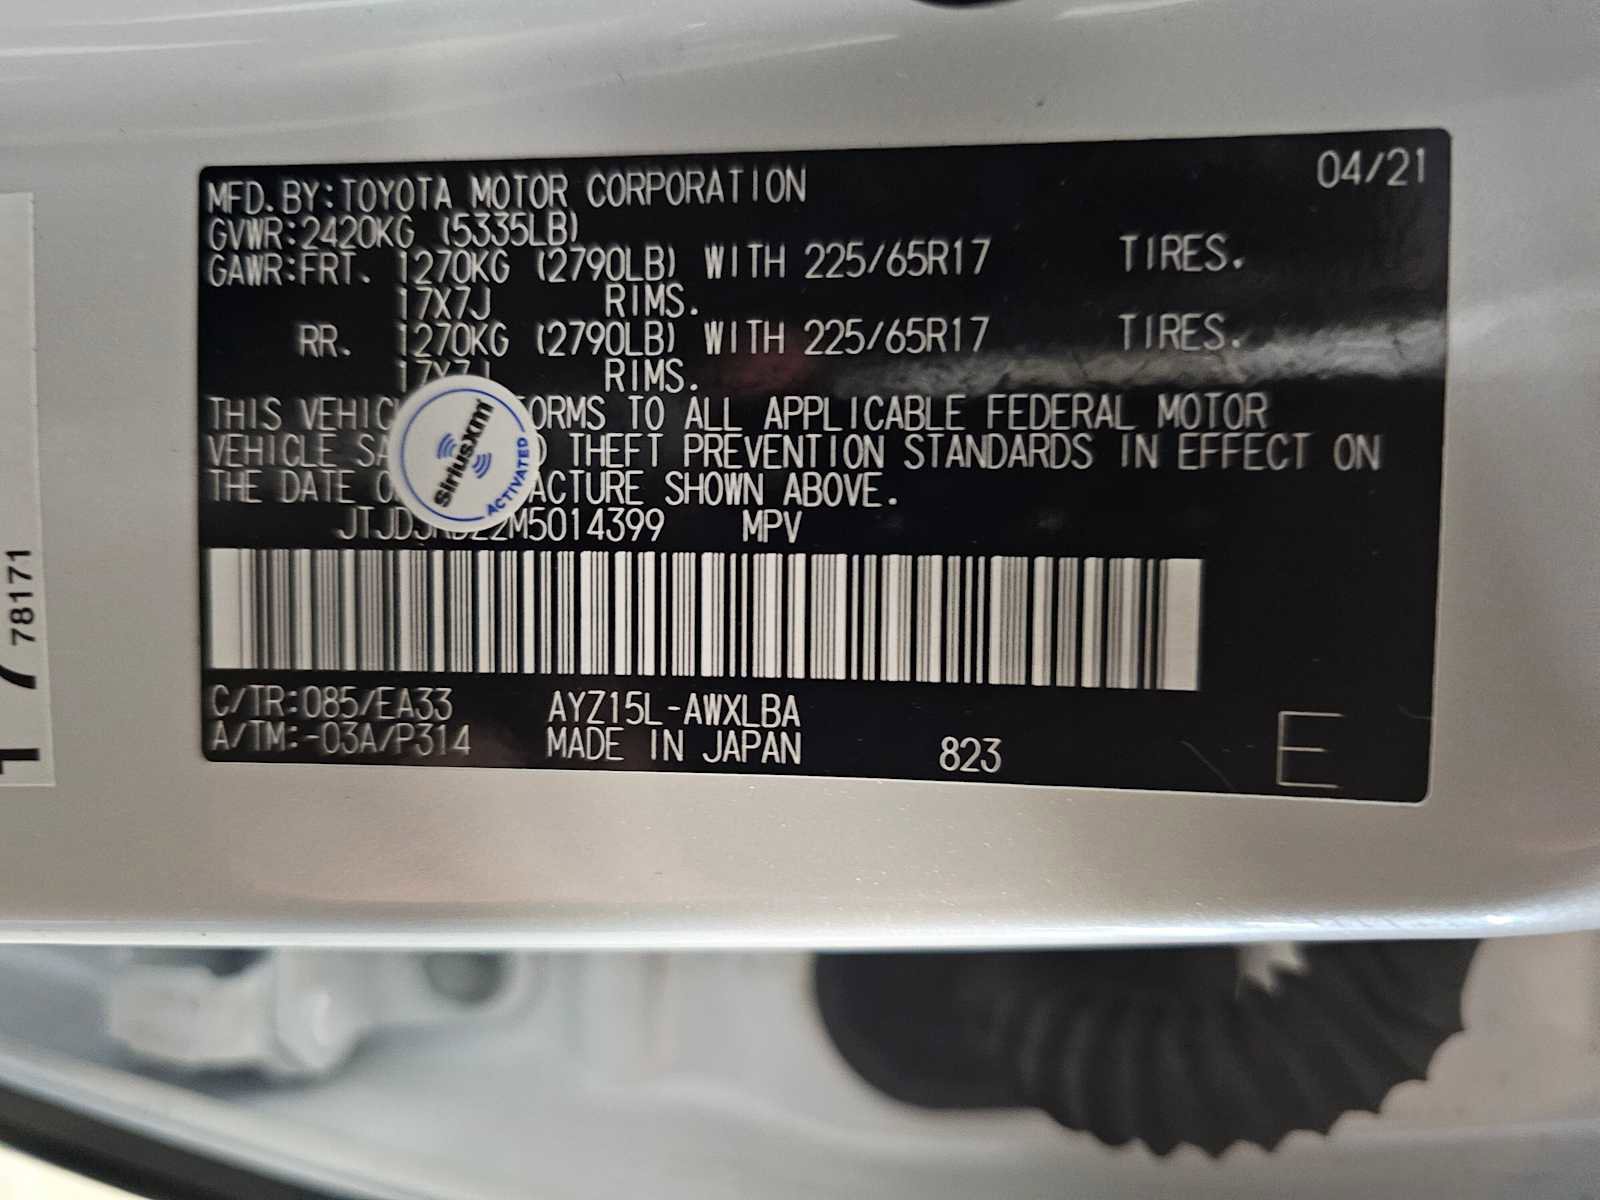 MFD.BY:TOYOTA MOTOR CORPORATION 04/21
GVWR:2420KG (5335LB)
GAWR:FRT. 1270KG (2790LB) WITH 225/65R17 TIRES.
17X7J RIMS.
RR. 1270KG (2790LB) WITH 225/65R17 TIRES.
17X7J RIMS.
THIS VEHIC ORMS TO ALL APPLICABLE FEDERAL MOTOR
VEHICLE SA D THEFT PREVENTION STANDARDS IN EFFECT ON
THE DATE O ACTURE SHOWN ABOVE.
SiriusXM
ACTIVATED
M5014399 MPV
C/TR:085/EA33 AYZ15L-AWXLBA
A/TM:-03A/P314 MADE IN JAPAN 823 E
78171